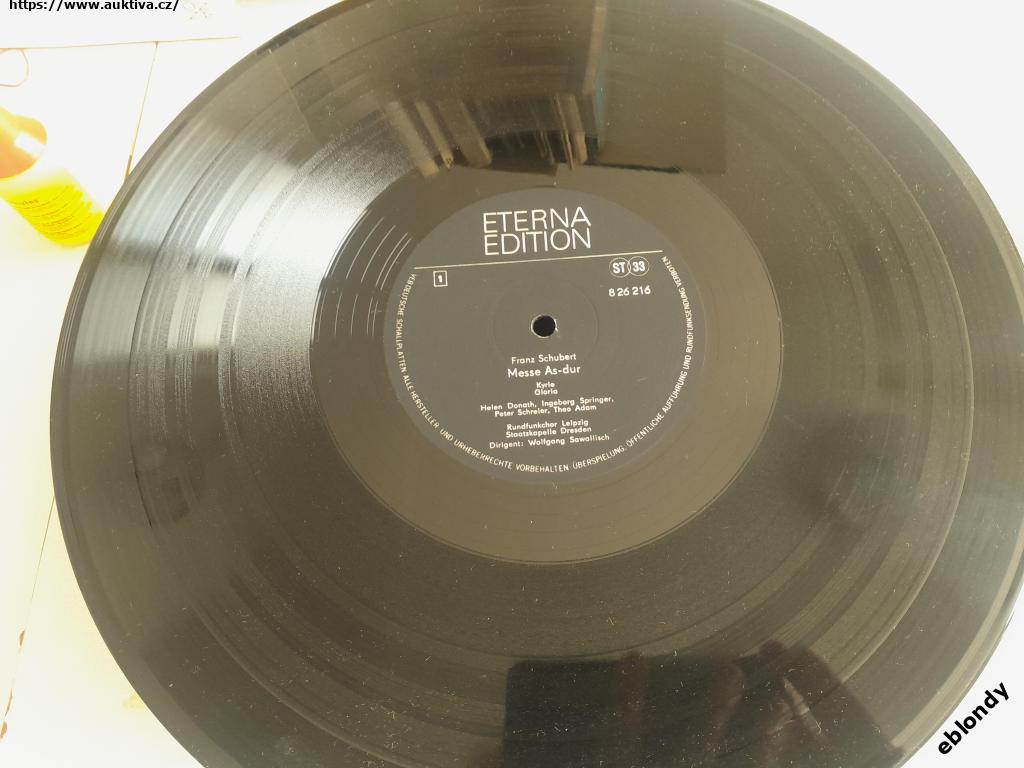 https://www.auktiva.cz/
ETERNA
EDITION
1
ST 33
8 26 216
Franz Schubert
Messe As-dur
Kyrie
Gloria
Helen Donath, Ingeborg Springer,
Peter Schreier, Theo Adam
Rundfunkchor Leipzig
Staatskapelle Dresden
Dirigent: Wolfgang Sawallisch
VEB DEUTSCHE SCHALLPLATTEN ALLE HERSTELLER UND URHEBERRECHTE VORBEHALTEN ÜBERSPIELUNG, ÖFFENTLICHE AUFFÜHRUNG UND RUNDFUNKSENDUNG VERBOTEN
eblondy